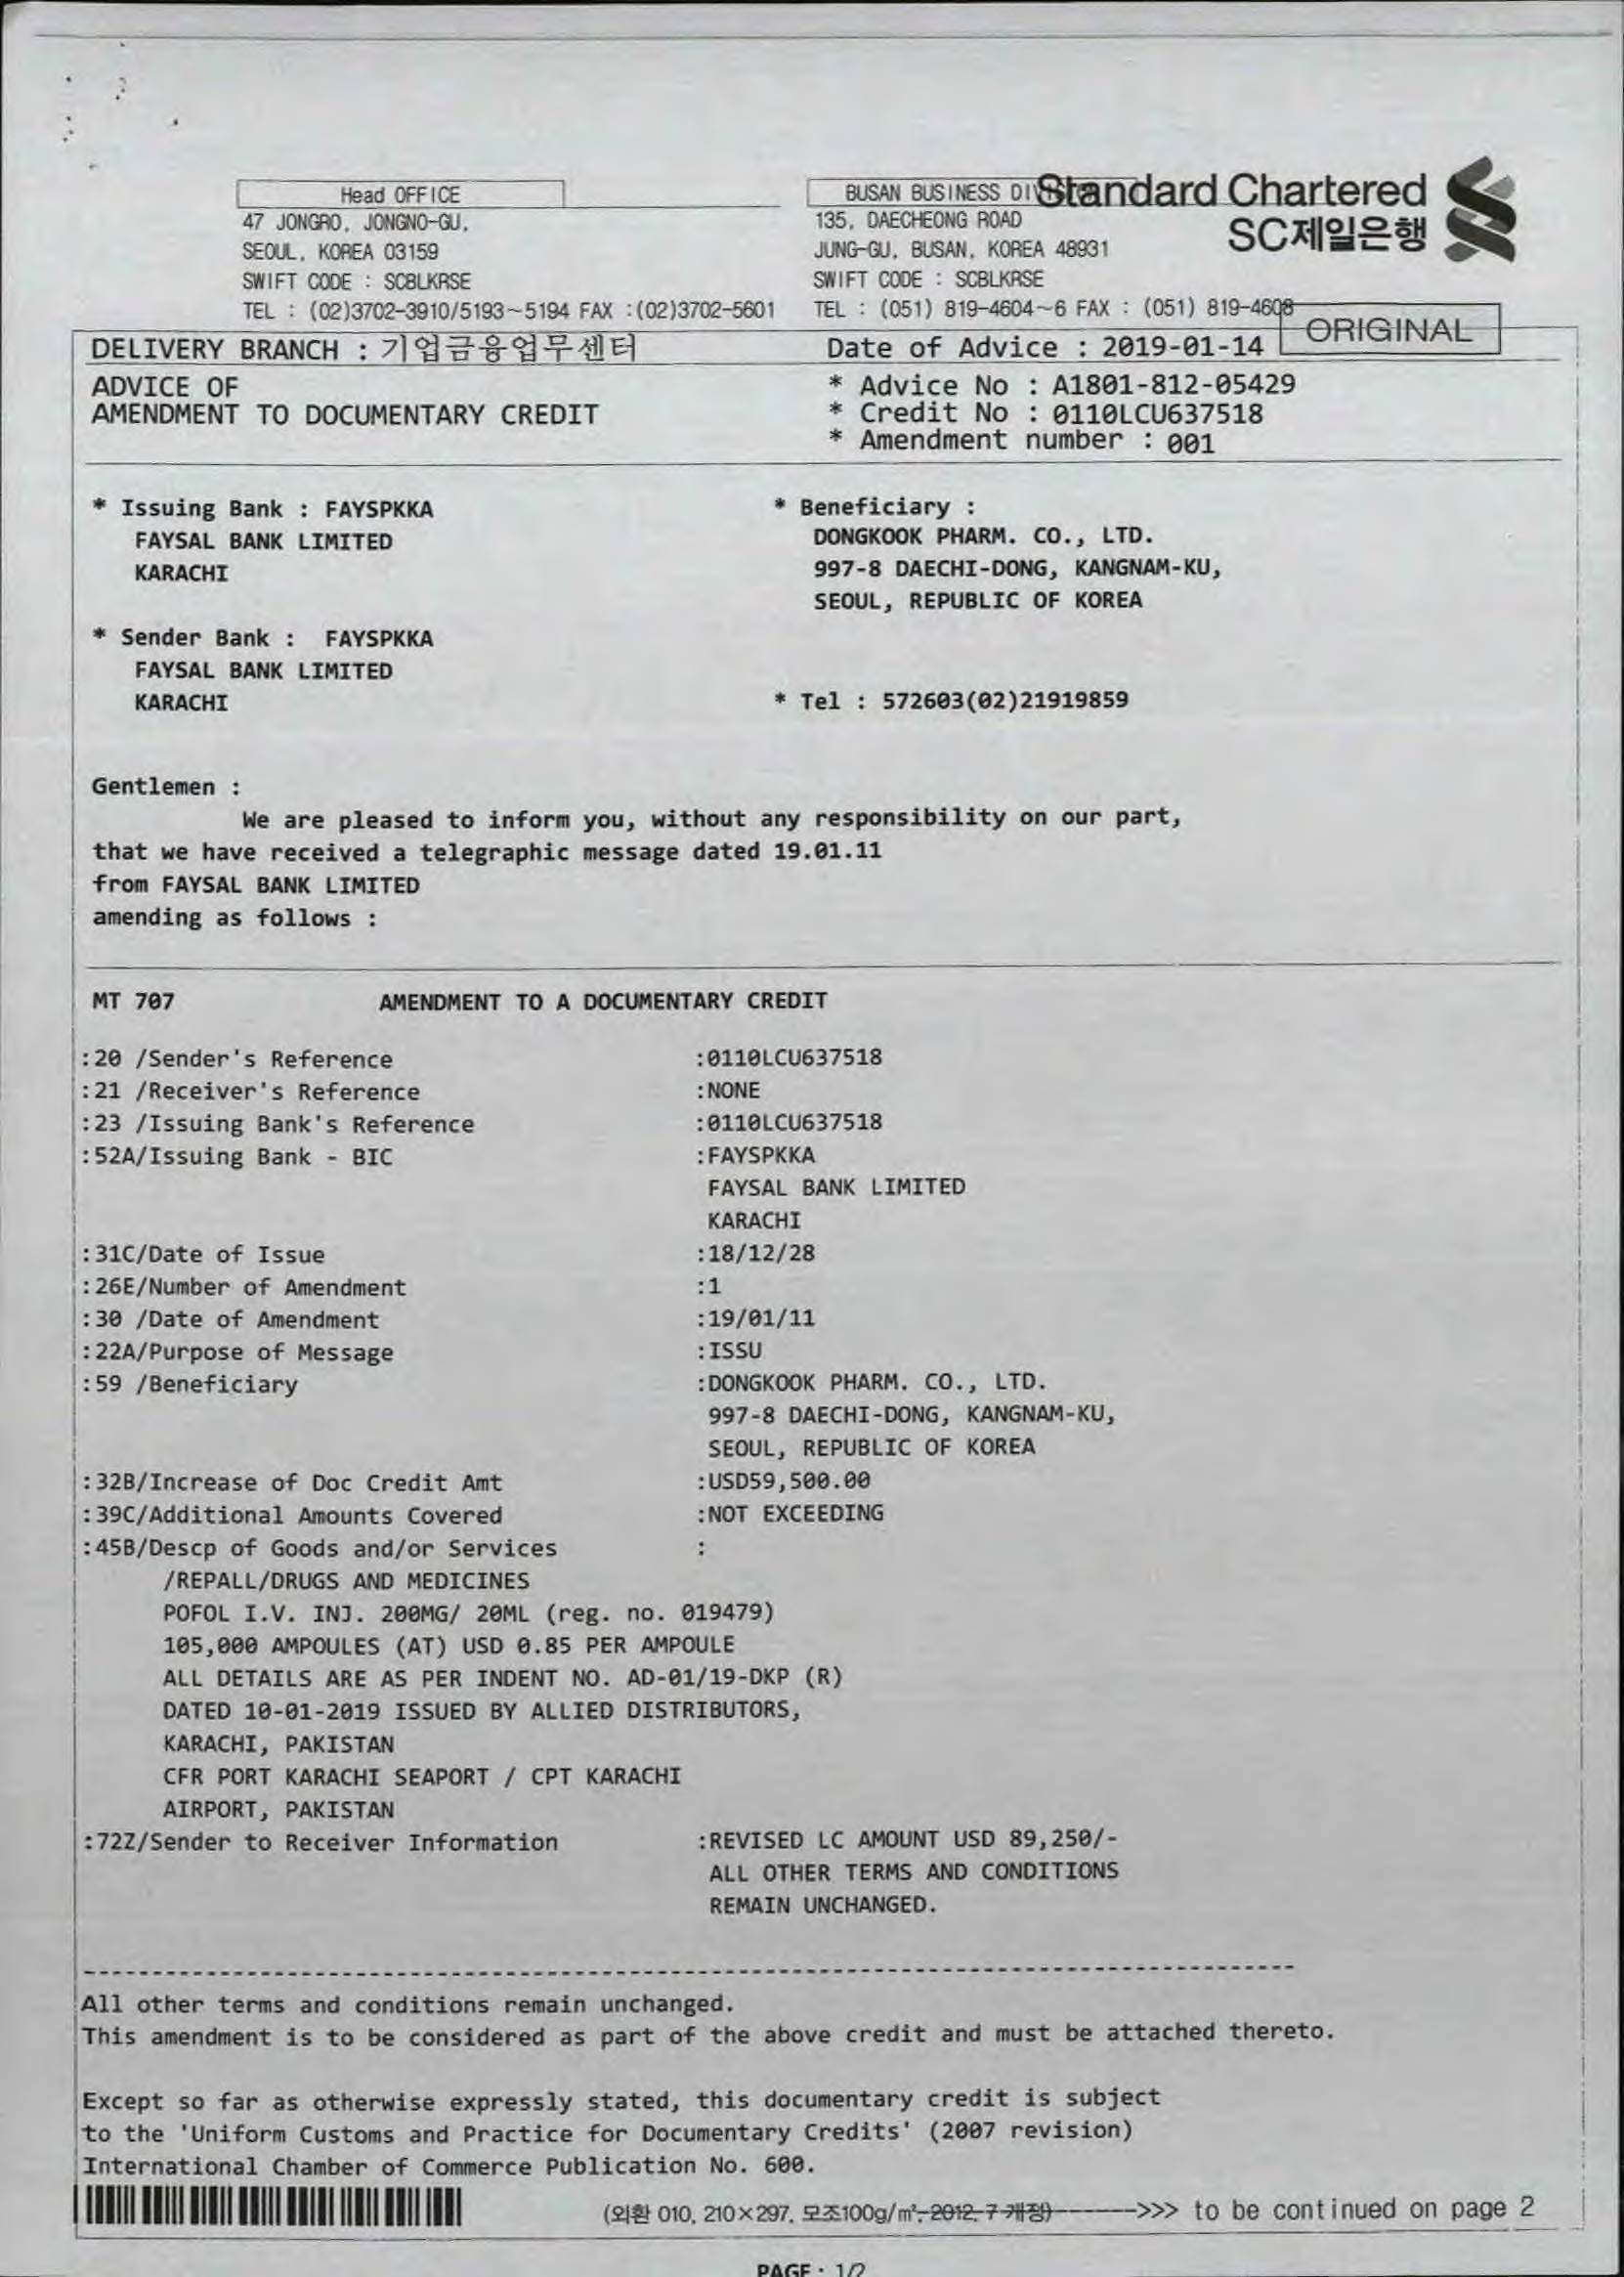 Head OFFICE
47 JONGRO, JONGNO-GU,
SEOUL, KOREA 03159
SWIFT CODE : SCBLKRSE
TEL : (02)3702-3910/5193~5194 FAX :(02)3702-5601
BUSAN BUSINESS
135, DAECHEONG ROAD
JUNG-GU, BUSAN, KOREA 48931
SWIFT CODE : SCBLKRSE
TEL : (051) 819-4604~6 FAX : (051) 819-4608
Standard Chartered
SC제일은행
ORIGINAL
DELIVERY BRANCH : 기업금융업무센터
Date of Advice : 2019-01-14
ADVICE OF
AMENDMENT TO DOCUMENTARY CREDIT
* Advice No : A1801-812-05429
* Credit No : 0110LCU637518
* Amendment number : 001
* Issuing Bank : FAYSPKKA
FAYSAL BANK LIMITED
KARACHI
* Beneficiary :
DONGKOOK PHARM. CO., LTD.
997-8 DAECHI-DONG, KANGNAM-KU,
SEOUL, REPUBLIC OF KOREA
* Sender Bank : FAYSPKKA
FAYSAL BANK LIMITED
KARACHI
* Tel : 572603(02)21919859
Gentlemen :
We are pleased to inform you, without any responsibility on our part,
that we have received a telegraphic message dated 19.01.11
from FAYSAL BANK LIMITED
amending as follows :
MT 707 AMENDMENT TO A DOCUMENTARY CREDIT
:20 /Sender's Reference :0110LCU637518
:21 /Receiver's Reference :NONE
:23 /Issuing Bank's Reference :0110LCU637518
:52A/Issuing Bank - BIC :FAYSPKKA
FAYSAL BANK LIMITED
KARACHI
:31C/Date of Issue :18/12/28
:26E/Number of Amendment :1
:30 /Date of Amendment :19/01/11
:22A/Purpose of Message :ISSU
:59 /Beneficiary :DONGKOOK PHARM. CO., LTD.
997-8 DAECHI-DONG, KANGNAM-KU,
SEOUL, REPUBLIC OF KOREA
:32B/Increase of Doc Credit Amt :USD59,500.00
:39C/Additional Amounts Covered :NOT EXCEEDING
:45B/Descp of Goods and/or Services :
/REPALL/DRUGS AND MEDICINES
POFOL I.V. INJ. 200MG/ 20ML (reg. no. 019479)
105,000 AMPOULES (AT) USD 0.85 PER AMPOULE
ALL DETAILS ARE AS PER INDENT NO. AD-01/19-DKP (R)
DATED 10-01-2019 ISSUED BY ALLIED DISTRIBUTORS,
KARACHI, PAKISTAN
CFR PORT KARACHI SEAPORT / CPT KARACHI
AIRPORT, PAKISTAN
:72Z/Sender to Receiver Information :REVISED LC AMOUNT USD 89,250/-
ALL OTHER TERMS AND CONDITIONS
REMAIN UNCHANGED.
All other terms and conditions remain unchanged.
This amendment is to be considered as part of the above credit and must be attached thereto.
Except so far as otherwise expressly stated, this documentary credit is subject
to the 'Uniform Customs and Practice for Documentary Credits' (2007 revision)
International Chamber of Commerce Publication No. 600.
(외환 010, 210×297, 모조100g/m², 2012. 7 개정) >>> to be continued on page 2
PAGE : 1/2